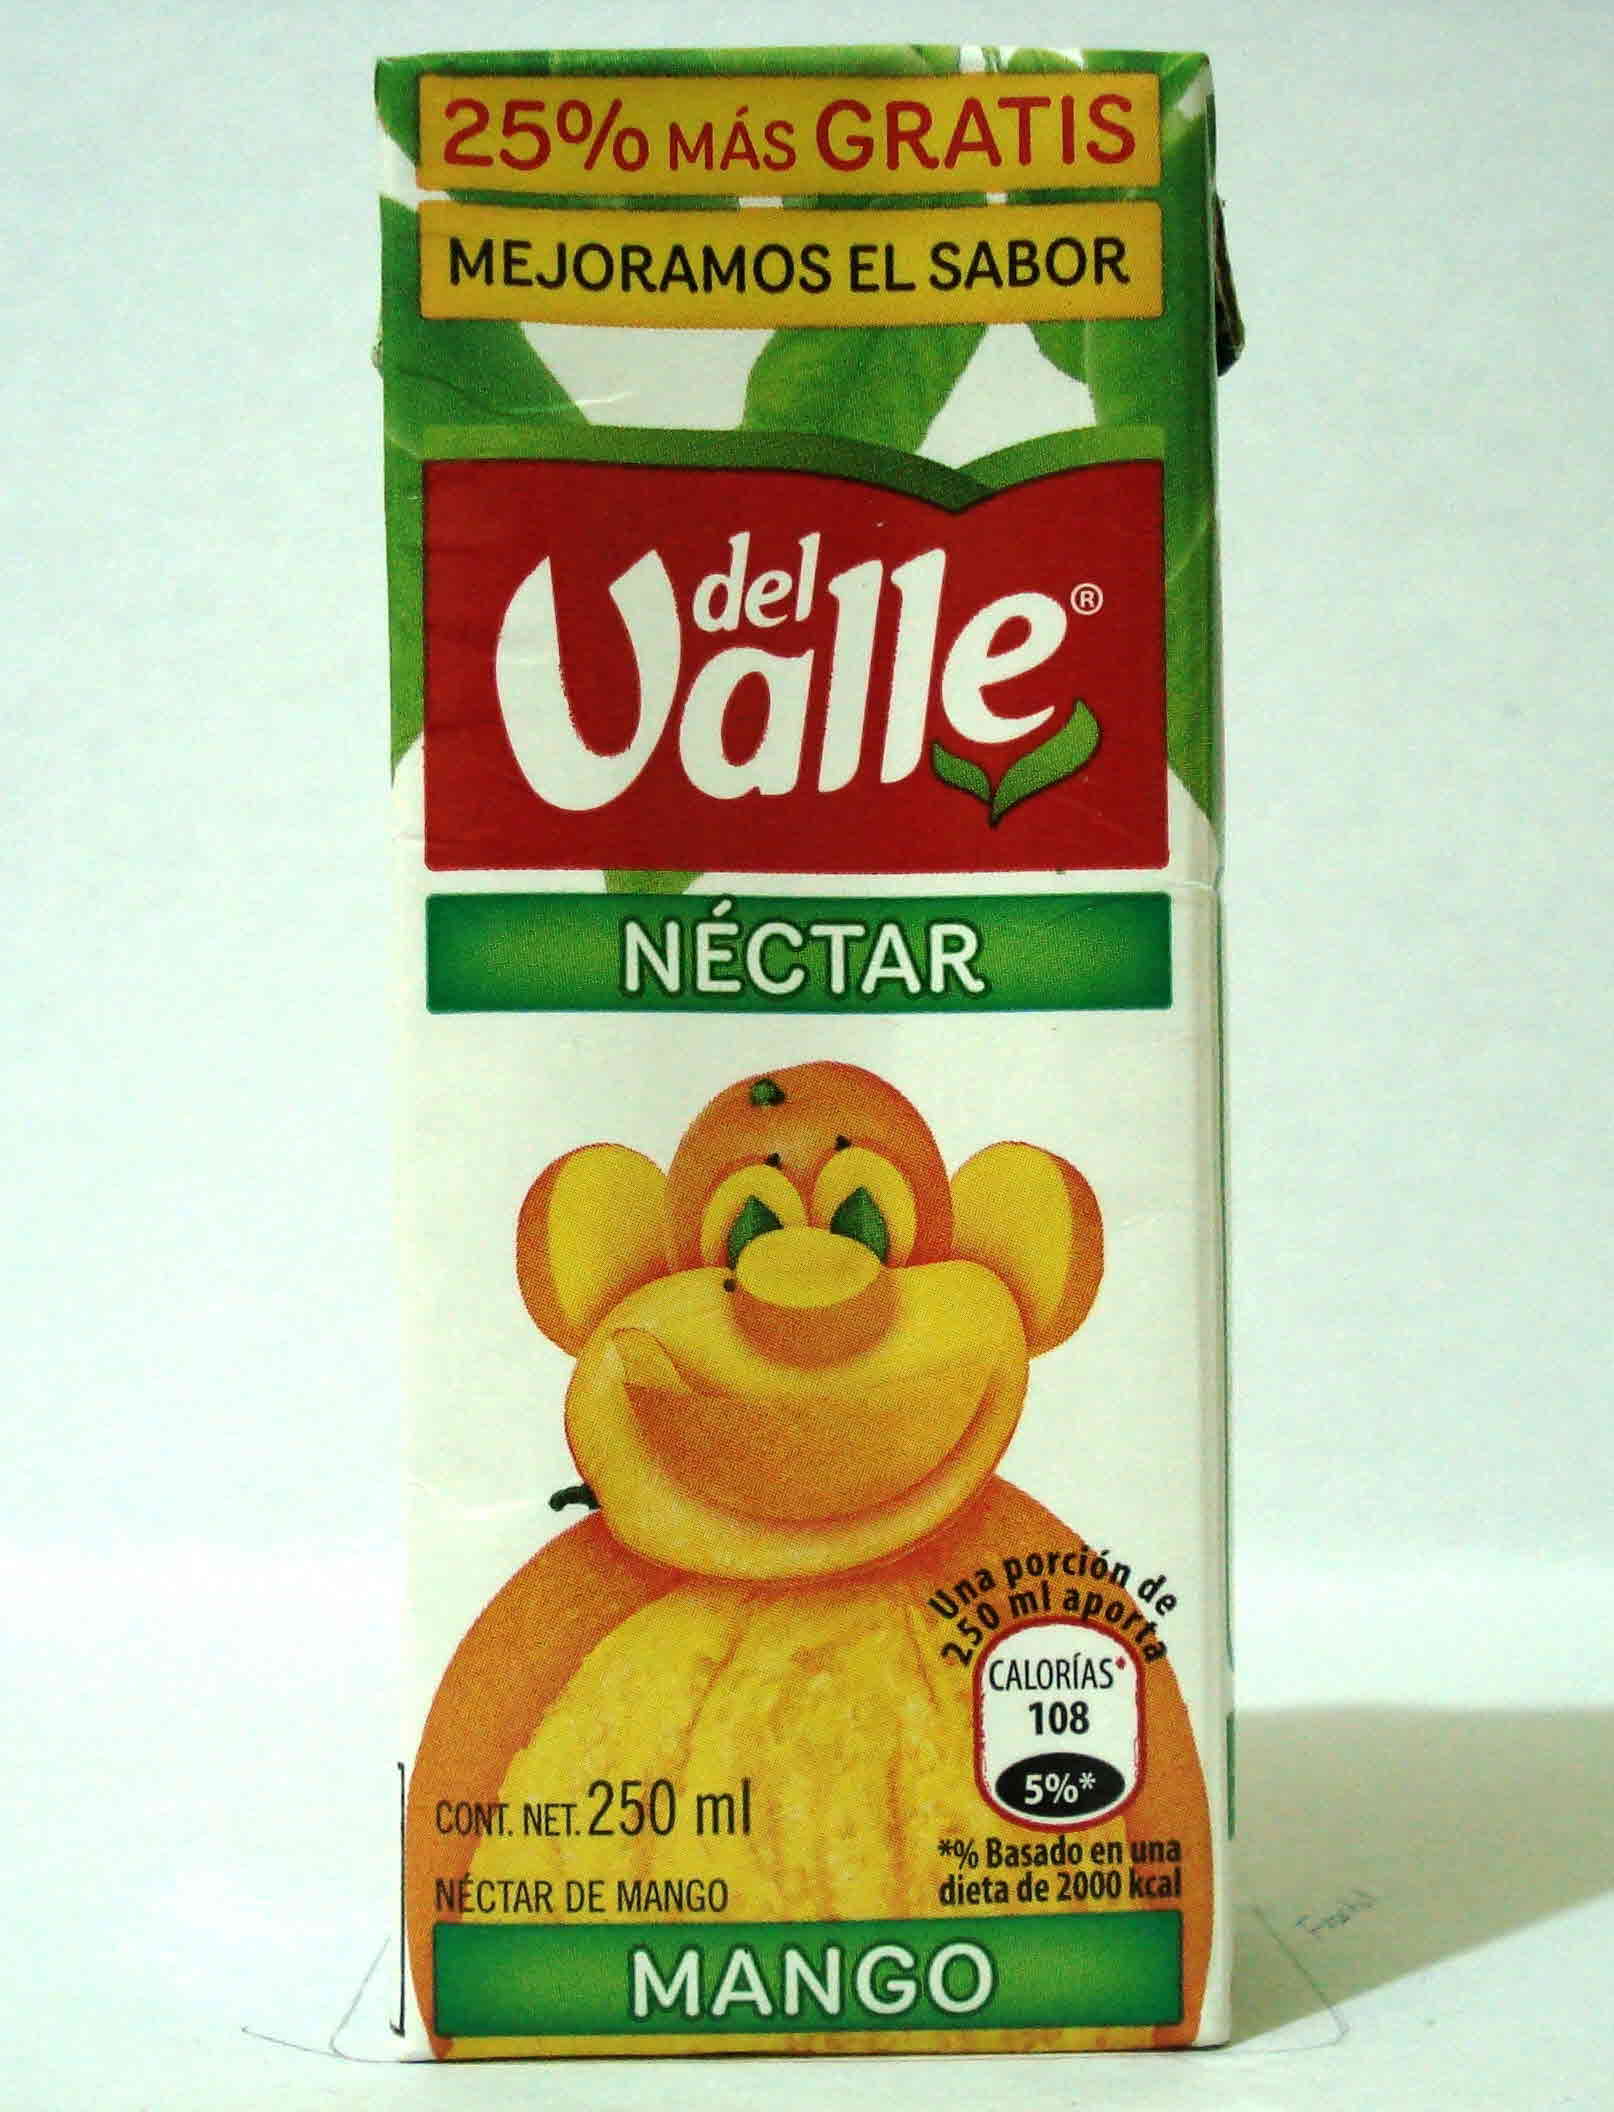 25% MÁS GRATIS
MEJORAMOS EL SABOR
del
Valle®
NÉCTAR
Una porción de
250 ml aporta
CALORÍAS*
108
5%*
*% Basado en una
dieta de 2000 kcal
CONT. NET. 250 ml
NÉCTAR DE MANGO
MANGO